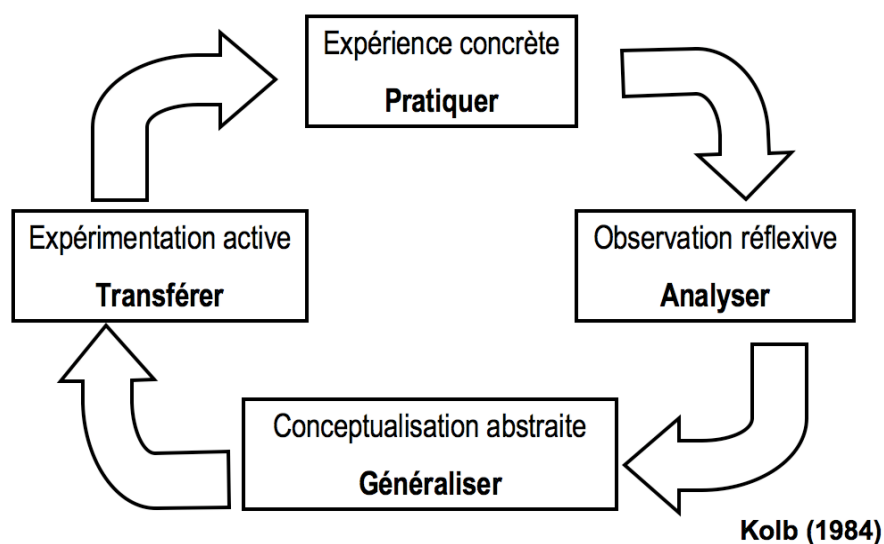 Expérience concrète
Pratiquer
Observation réflexive
Analyser
Conceptualisation abstraite
Généraliser
Expérimentation active
Transférer
Kolb (1984)